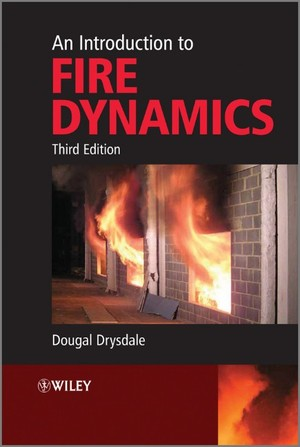 An Introduction to
FIRE
DYNAMICS
Third Edition
Dougal Drysdale
WILEY